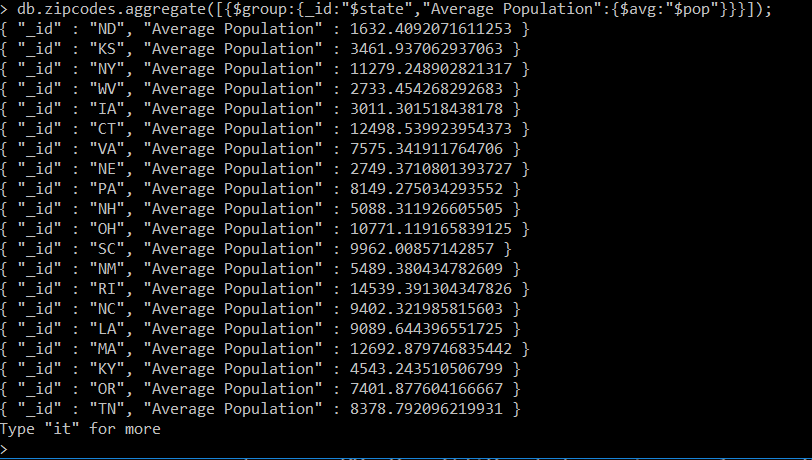 > db.zipcodes.aggregate([{$group:{_id:"$state","Average Population":{$avg:"$pop"}}}]);
{ "_id" : "ND", "Average Population" : 1632.4092071611253 }
{ "_id" : "KS", "Average Population" : 3461.937062937063 }
{ "_id" : "NY", "Average Population" : 11279.248902821317 }
{ "_id" : "WV", "Average Population" : 2733.454268292683 }
{ "_id" : "IA", "Average Population" : 3011.301518438178 }
{ "_id" : "CT", "Average Population" : 12498.539923954373 }
{ "_id" : "VA", "Average Population" : 7575.341911764706 }
{ "_id" : "NE", "Average Population" : 2749.3710801393727 }
{ "_id" : "PA", "Average Population" : 8149.275034293552 }
{ "_id" : "NH", "Average Population" : 5088.311926605505 }
{ "_id" : "OH", "Average Population" : 10771.119165839125 }
{ "_id" : "SC", "Average Population" : 9962.00857142857 }
{ "_id" : "NM", "Average Population" : 5489.380434782609 }
{ "_id" : "RI", "Average Population" : 14539.391304347826 }
{ "_id" : "NC", "Average Population" : 9402.321985815603 }
{ "_id" : "LA", "Average Population" : 9089.644396551725 }
{ "_id" : "MA", "Average Population" : 12692.879746835442 }
{ "_id" : "KY", "Average Population" : 4543.243510506799 }
{ "_id" : "OR", "Average Population" : 7401.877604166667 }
{ "_id" : "TN", "Average Population" : 8378.792096219931 }
Type "it" for more
>